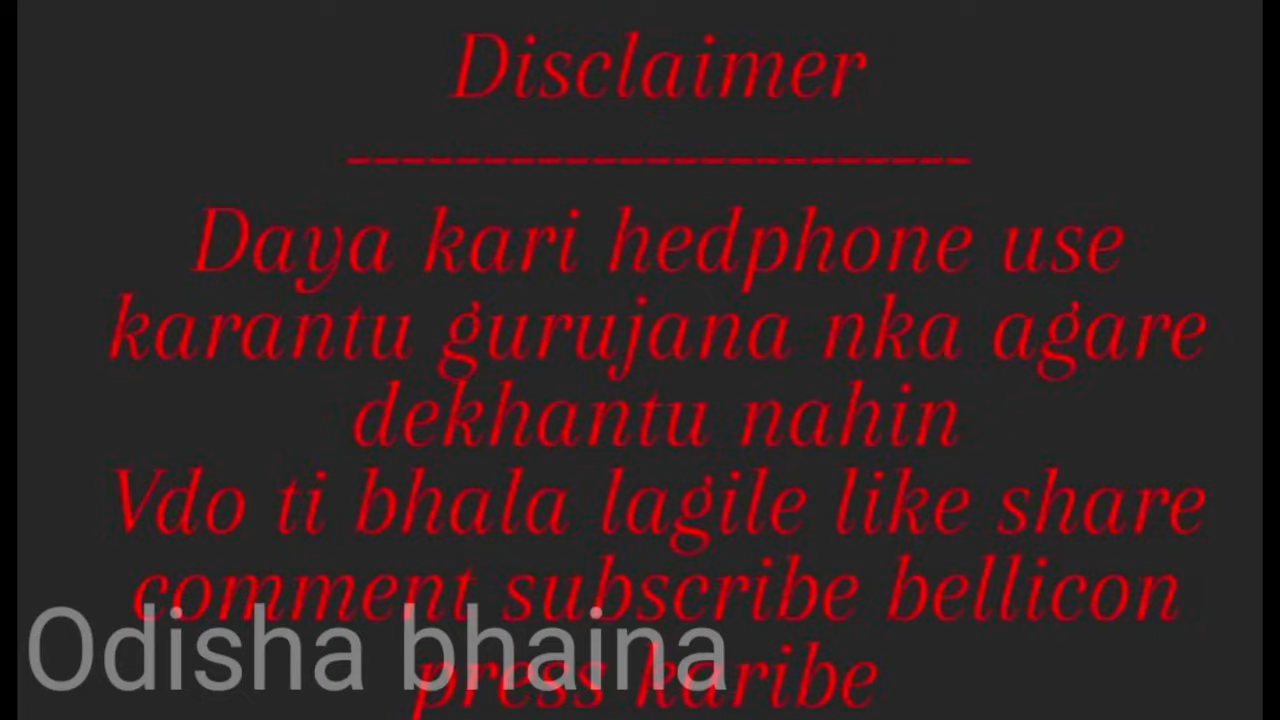 Disclaimer
-----------------------
Daya kari hedphone use
karantu gurujana nka agare
dekhantu nahin
Vdo ti bhala lagile like share
comment subscribe bellicon
press karibe
Odisha bhaina